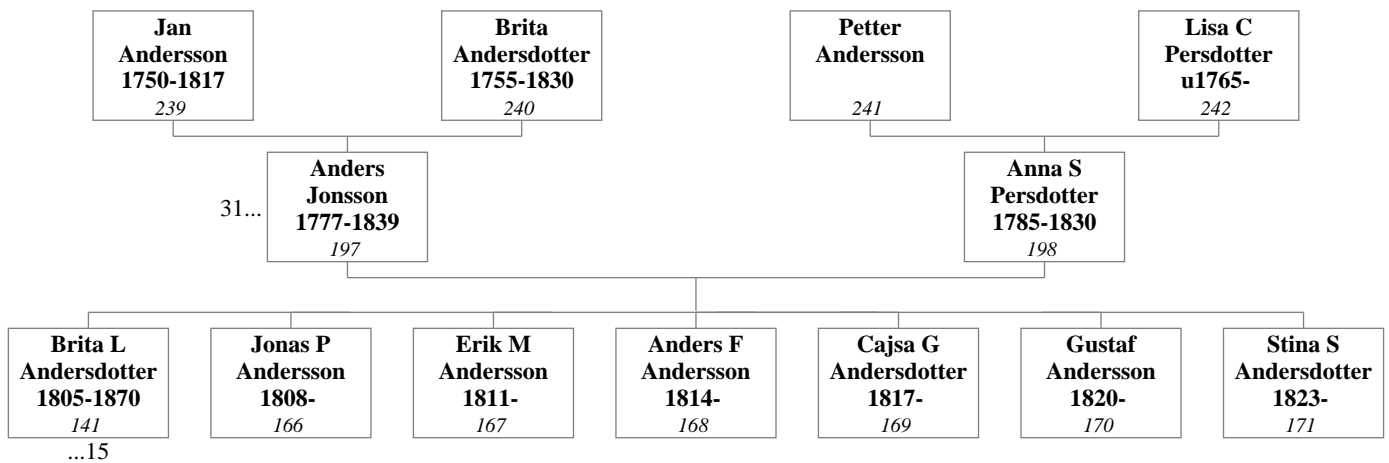 Jan
Andersson
1750-1817
239
Brita
Andersdotter
1755-1830
240
Petter
Andersson
241
Lisa C
Persdotter
u1765-
242
31...
Anders
Jonsson
1777-1839
197
Anna S
Persdotter
1785-1830
198
Brita L
Andersdotter
1805-1870
141
...15
Jonas P
Andersson
1808-
166
Erik M
Andersson
1811-
167
Anders F
Andersson
1814-
168
Cajsa G
Andersdotter
1817-
169
Gustaf
Andersson
1820-
170
Stina S
Andersdotter
1823-
171